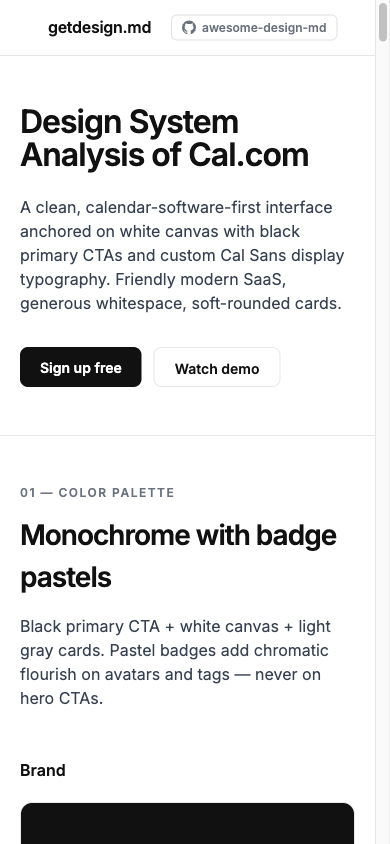 getdesign.md
awesome-design-md
Design System
Analysis of Cal.com
A clean, calendar-software-first interface
anchored on white canvas with black
primary CTAs and custom Cal Sans display
typography. Friendly modern SaaS,
generous whitespace, soft-rounded cards.
Sign up free
Watch demo
01 — COLOR PALETTE
Monochrome with badge
pastels
Black primary CTA + white canvas + light
gray cards. Pastel badges add chromatic
flourish on avatars and tags — never on
hero CTAs.
Brand